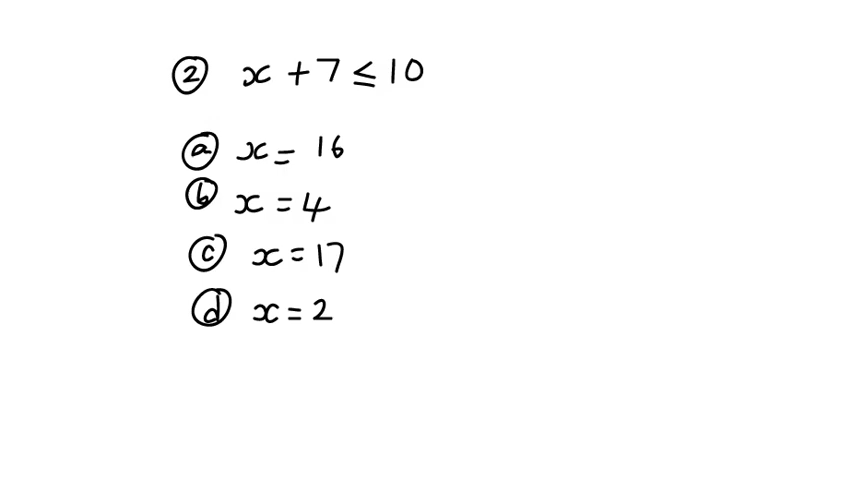 ② x + 7 ≤ 10
ⓐ x = 16
ⓑ x = 4
ⓒ x = 17
ⓓ x = 2